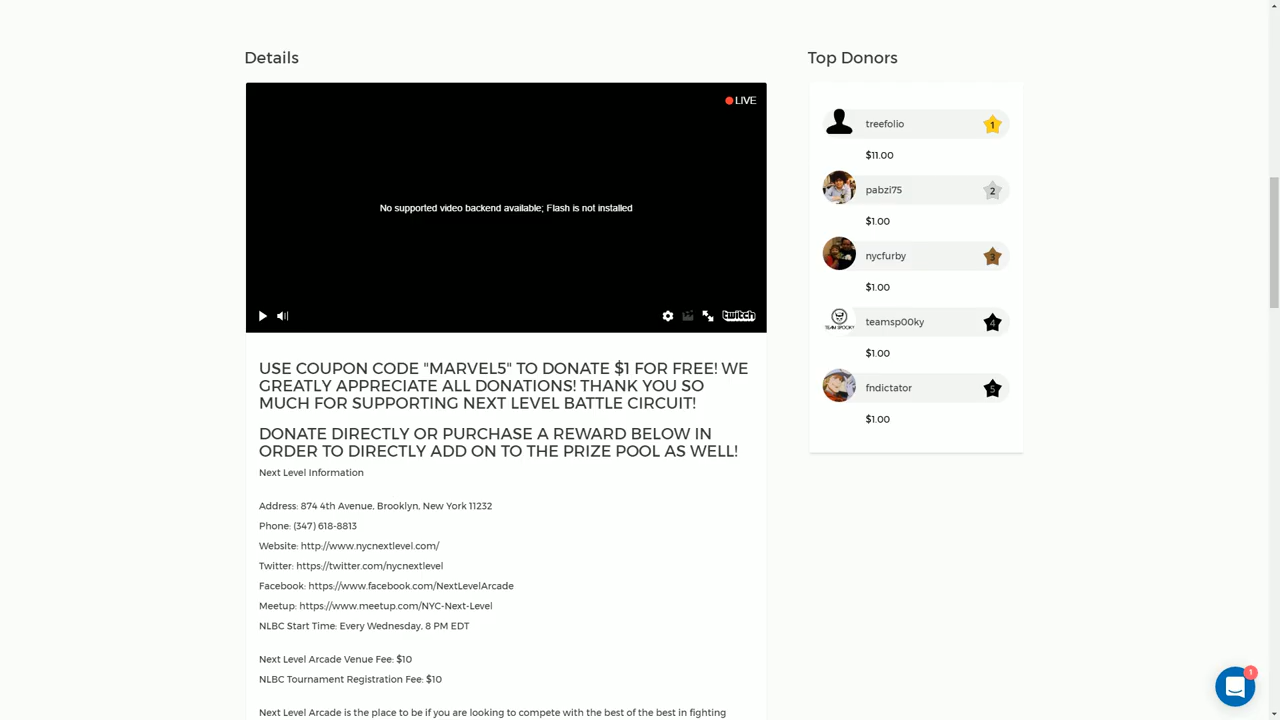 Details
LIVE
No supported video backend available; Flash is not installed
twitch
USE COUPON CODE "MARVEL5" TO DONATE $1 FOR FREE! WE
GREATLY APPRECIATE ALL DONATIONS! THANK YOU SO
MUCH FOR SUPPORTING NEXT LEVEL BATTLE CIRCUIT!
DONATE DIRECTLY OR PURCHASE A REWARD BELOW IN
ORDER TO DIRECTLY ADD ON TO THE PRIZE POOL AS WELL!
Next Level Information
Address: 874 4th Avenue, Brooklyn, New York 11232
Phone: (347) 618-8813
Website: http://www.nycnextlevel.com/
Twitter: https://twitter.com/nycnextlevel
Facebook: https://www.facebook.com/NextLevelArcade
Meetup: https://www.meetup.com/NYC-Next-Level
NLBC Start Time: Every Wednesday, 8 PM EDT
Next Level Arcade Venue Fee: $10
NLBC Tournament Registration Fee: $10
Next Level Arcade is the place to be if you are looking to compete with the best of the best in fighting
Top Donors
treefolio 1
$11.00
pabzi75 2
$1.00
nycfurby 3
$1.00
TEAM SPOOKY
teamsp00ky 4
$1.00
fndictator 5
$1.00
1